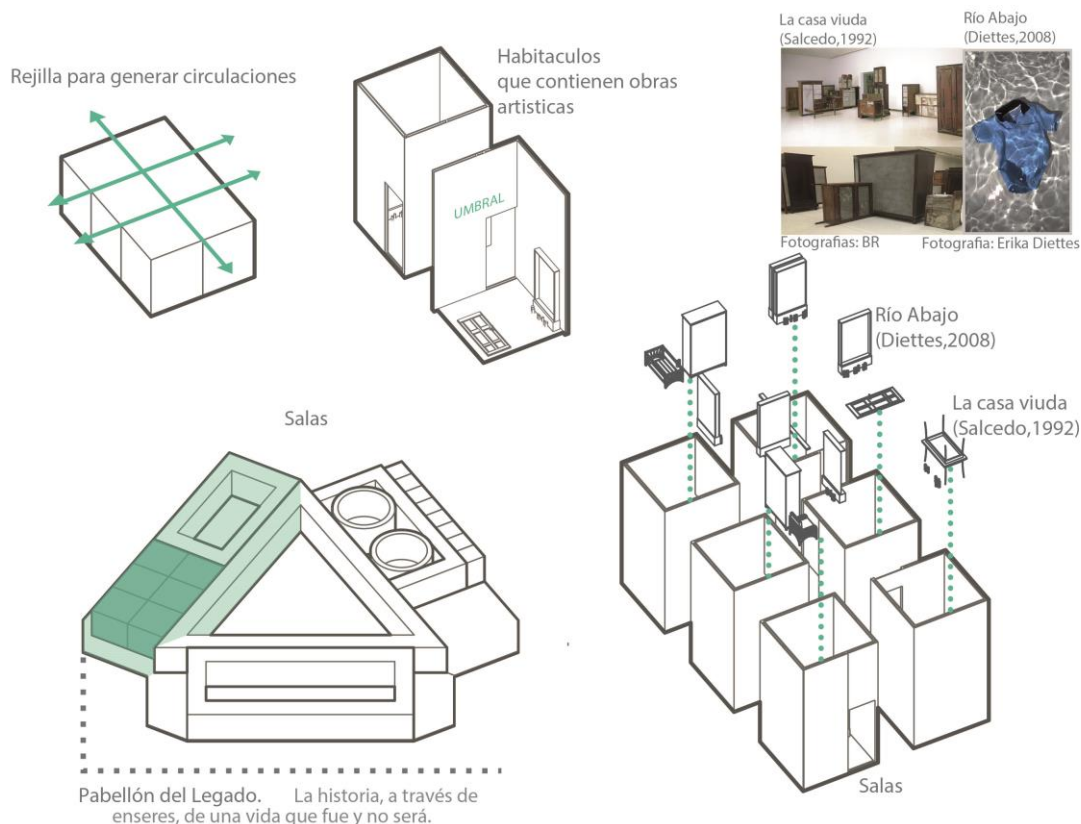 Rejilla para generar circulaciones
Habitaculos
que contienen obras
artisticas
UMBRAL
La casa viuda
(Salcedo,1992)
Río Abajo
(Diettes,2008)
Fotografias: BR
Fotografia: Erika Diettes
Río Abajo
(Diettes,2008)
La casa viuda
(Salcedo,1992)
Salas
Salas
Pabellón del Legado. La historia, a través de
enseres, de una vida que fue y no será.